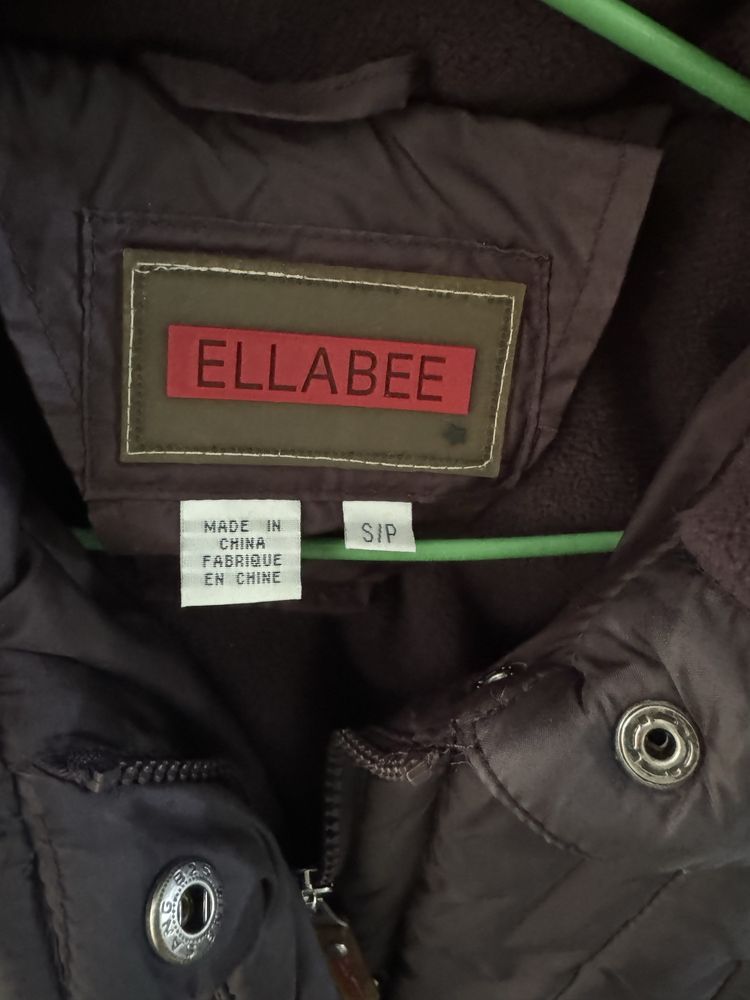 ELLABEE
MADE IN
CHINA
FABRIQUE
EN CHINE
S/P